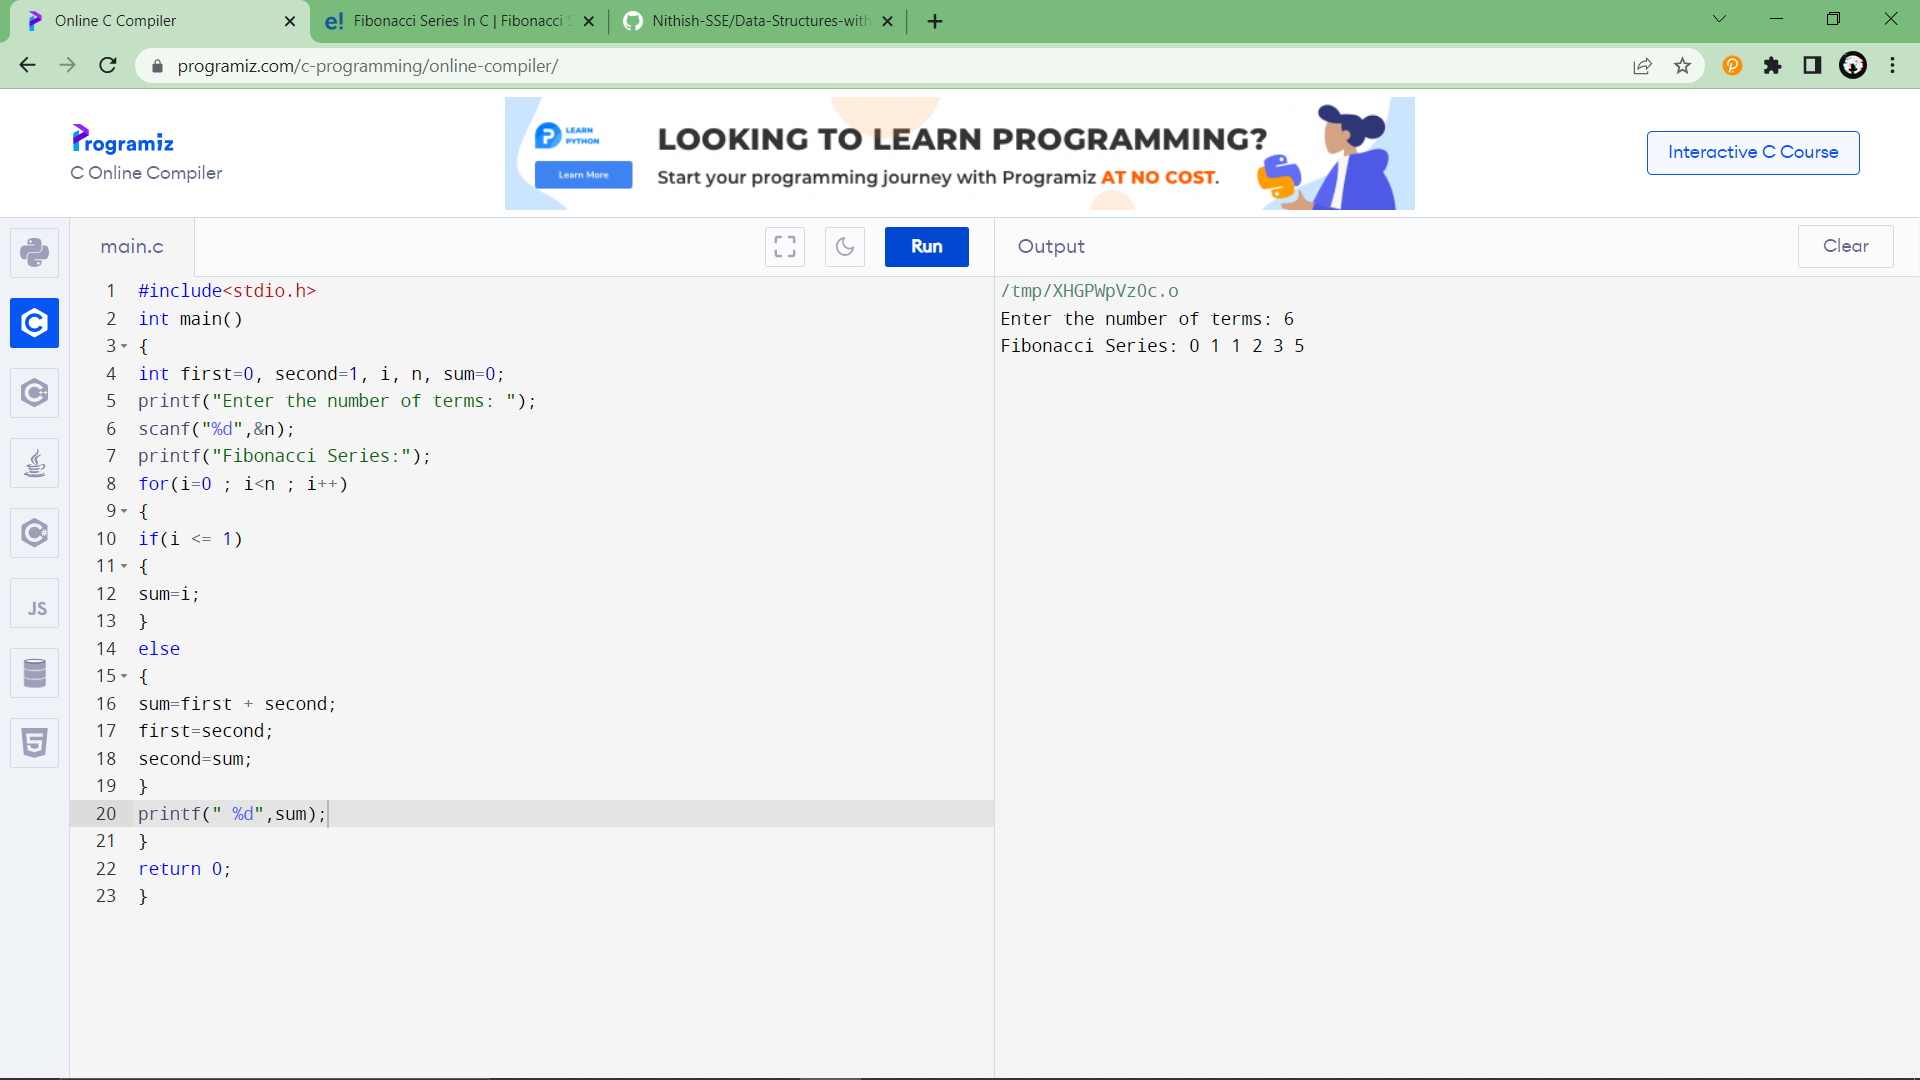 Online C Compiler
Fibonacci Series In C | Fibonacci S
Nithish-SSE/Data-Structures-with
programiz.com/c-programming/online-compiler/
Programiz
C Online Compiler
LEARN
PYTHON
Learn More
LOOKING TO LEARN PROGRAMMING?
Start your programming journey with Programiz AT NO COST.
Interactive C Course
main.c
Run
Output
Clear
1 #include<stdio.h>
2 int main()
3 {
4 int first=0, second=1, i, n, sum=0;
5 printf("Enter the number of terms: ");
6 scanf("%d",&n);
7 printf("Fibonacci Series:");
8 for(i=0 ; i<n ; i++)
9 {
10 if(i <= 1)
11 {
12 sum=i;
13 }
14 else
15 {
16 sum=first + second;
17 first=second;
18 second=sum;
19 }
20 printf(" %d",sum);
21 }
22 return 0;
23 }
/tmp/XHGPWpVzOc.o
Enter the number of terms: 6
Fibonacci Series: 0 1 1 2 3 5
JS